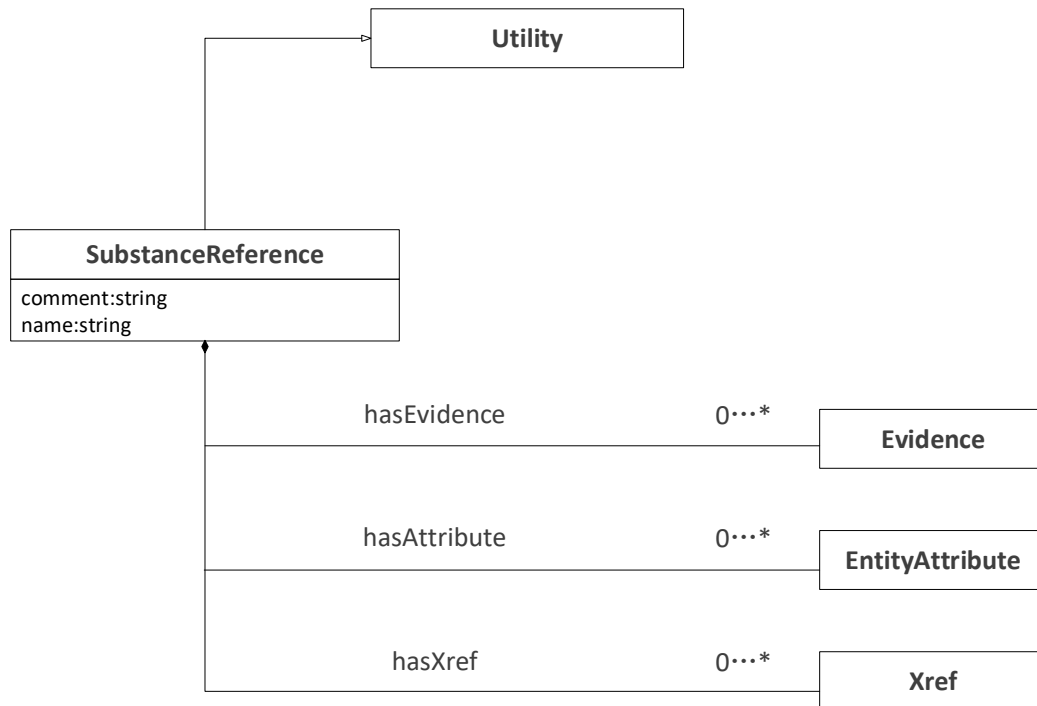 Utility
SubstanceReference
comment:string
name:string
hasEvidence
0···*
Evidence
hasAttribute
0···*
EntityAttribute
hasXref
0···*
Xref